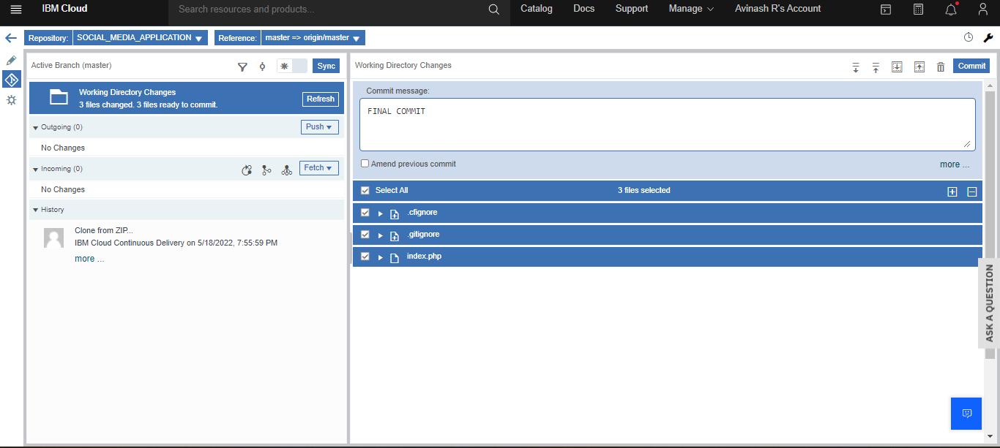 IBM Cloud
Search resources and products...
Catalog
Docs
Support
Manage
Avinash R's Account
Repository: SOCIAL_MEDIA_APPLICATION
Reference: master => origin/master
Active Branch (master)
Sync
Working Directory Changes
3 files changed. 3 files ready to commit.
Refresh
Outgoing (0)
Push
No Changes
Incoming (0)
Fetch
No Changes
History
Clone from ZIP...
IBM Cloud Continuous Delivery on 5/18/2022, 7:55:59 PM
more ...
Working Directory Changes
Commit
Commit message:
FINAL COMMIT
Amend previous commit
more ...
Select All
3 files selected
.cfignore
.gitignore
index.php
ASK A QUESTION